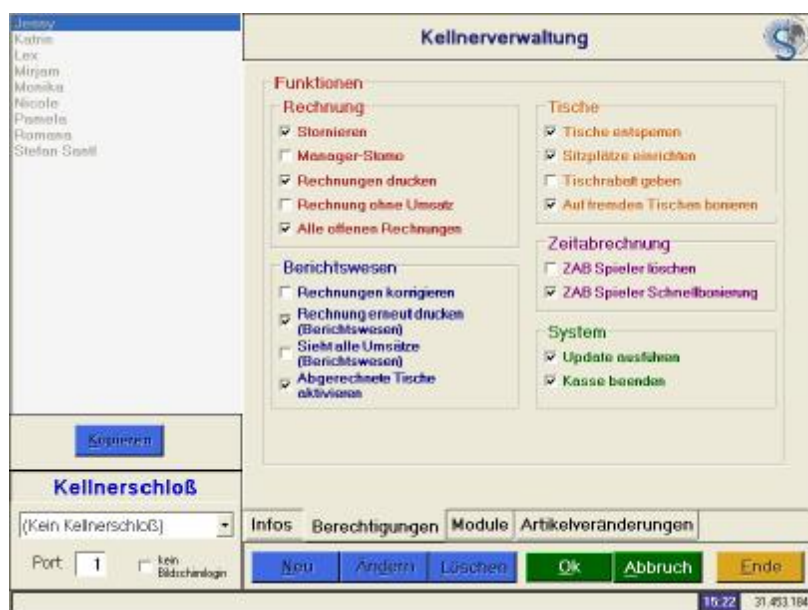 Jenny
Katrin
Lex
Mirjam
Monika
Nicole
Pamela
Romana
Stefan
Kellnerverwaltung
Funktionen
Rechnung
Stornieren
Manager-Storno
Rechnungen drucken
Rechnung ohne Umsatz
Alle offenen Rechnungen
Berichtswesen
Rechnungen korrigieren
Rechnung erneut drucken
(Berichtswesen)
Sieht alle Umsätze
(Berichtswesen)
Abgerechnete Tische
aktivieren
Tische
Tische entsperren
Sitzplätze einrichten
Tischrabatt geben
Auf fremden Tischen bonieren
Zeitabrechnung
ZAB Spieler löschen
ZAB Spieler Schnellbonierung
System
Update ausführen
Kasse beenden
Kopieren
Kellnerschloß
(Kein Kellnerschloß)
Port 1
kein
Bildschirmlogin
Infos Berechtigungen Module Artikelveränderungen
Neu Ändern Löschen Ok Abbruch Ende
15:22 31.453.184